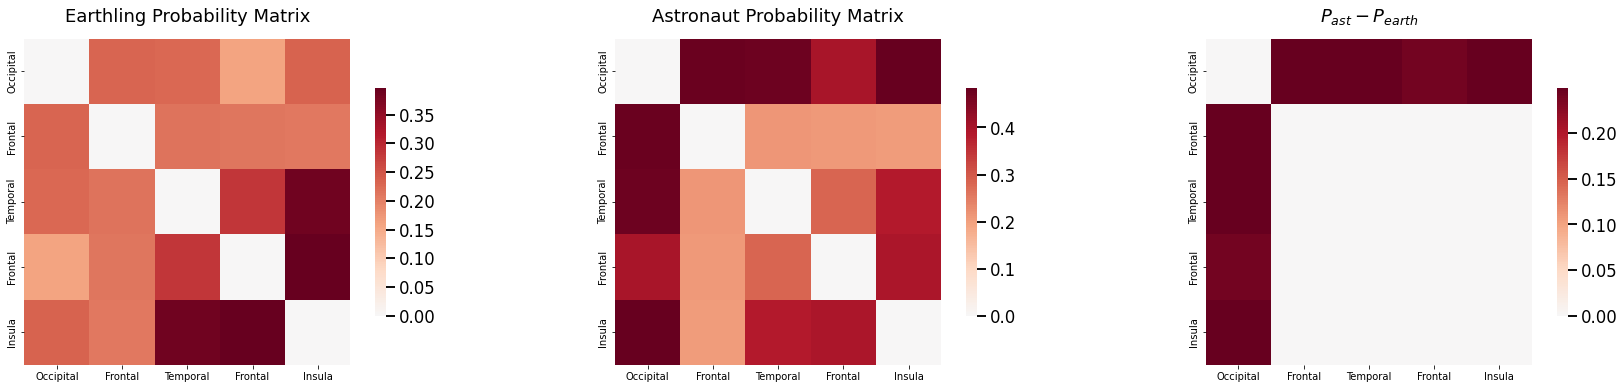 Earthling Probability Matrix
Occipital
Frontal
Temporal
Frontal
Insula
Occipital Frontal Temporal Frontal Insula
0.35
0.30
0.25
0.20
0.15
0.10
0.05
0.00
Astronaut Probability Matrix
Occipital
Frontal
Temporal
Frontal
Insula
Occipital Frontal Temporal Frontal Insula
0.4
0.3
0.2
0.1
0.0
P_ast − P_earth
Occipital
Frontal
Temporal
Frontal
Insula
Occipital Frontal Temporal Frontal Insula
0.20
0.15
0.10
0.05
0.00